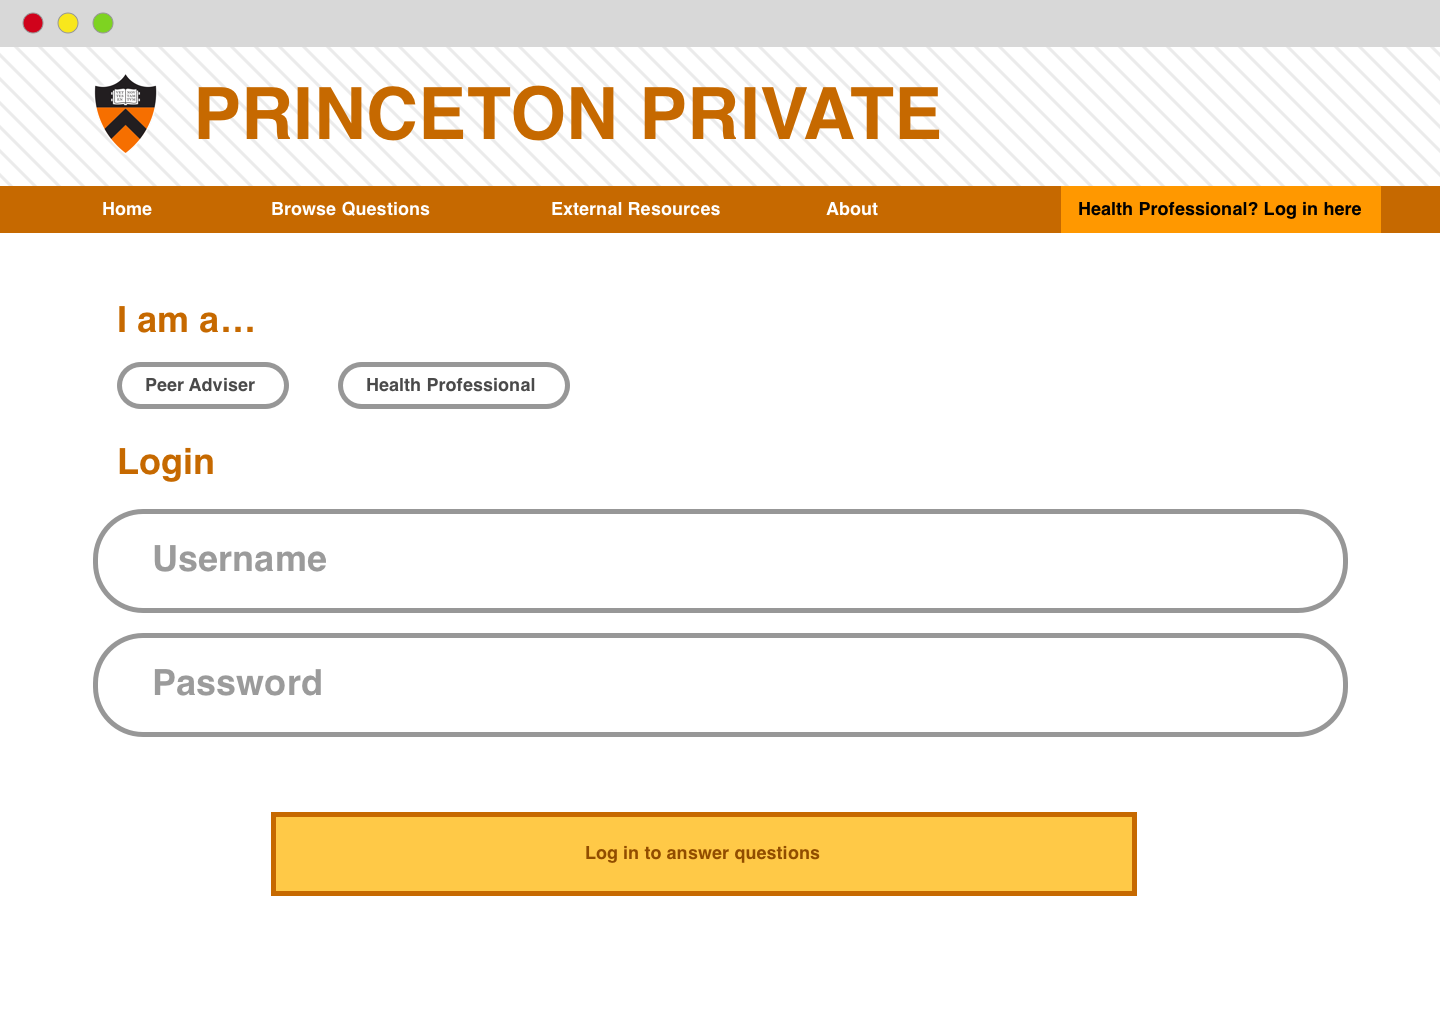 PRINCETON PRIVATE
Home Browse Questions External Resources About Health Professional? Log in here
I am a...
Peer Adviser Health Professional
Login
Username
Password
Log in to answer questions